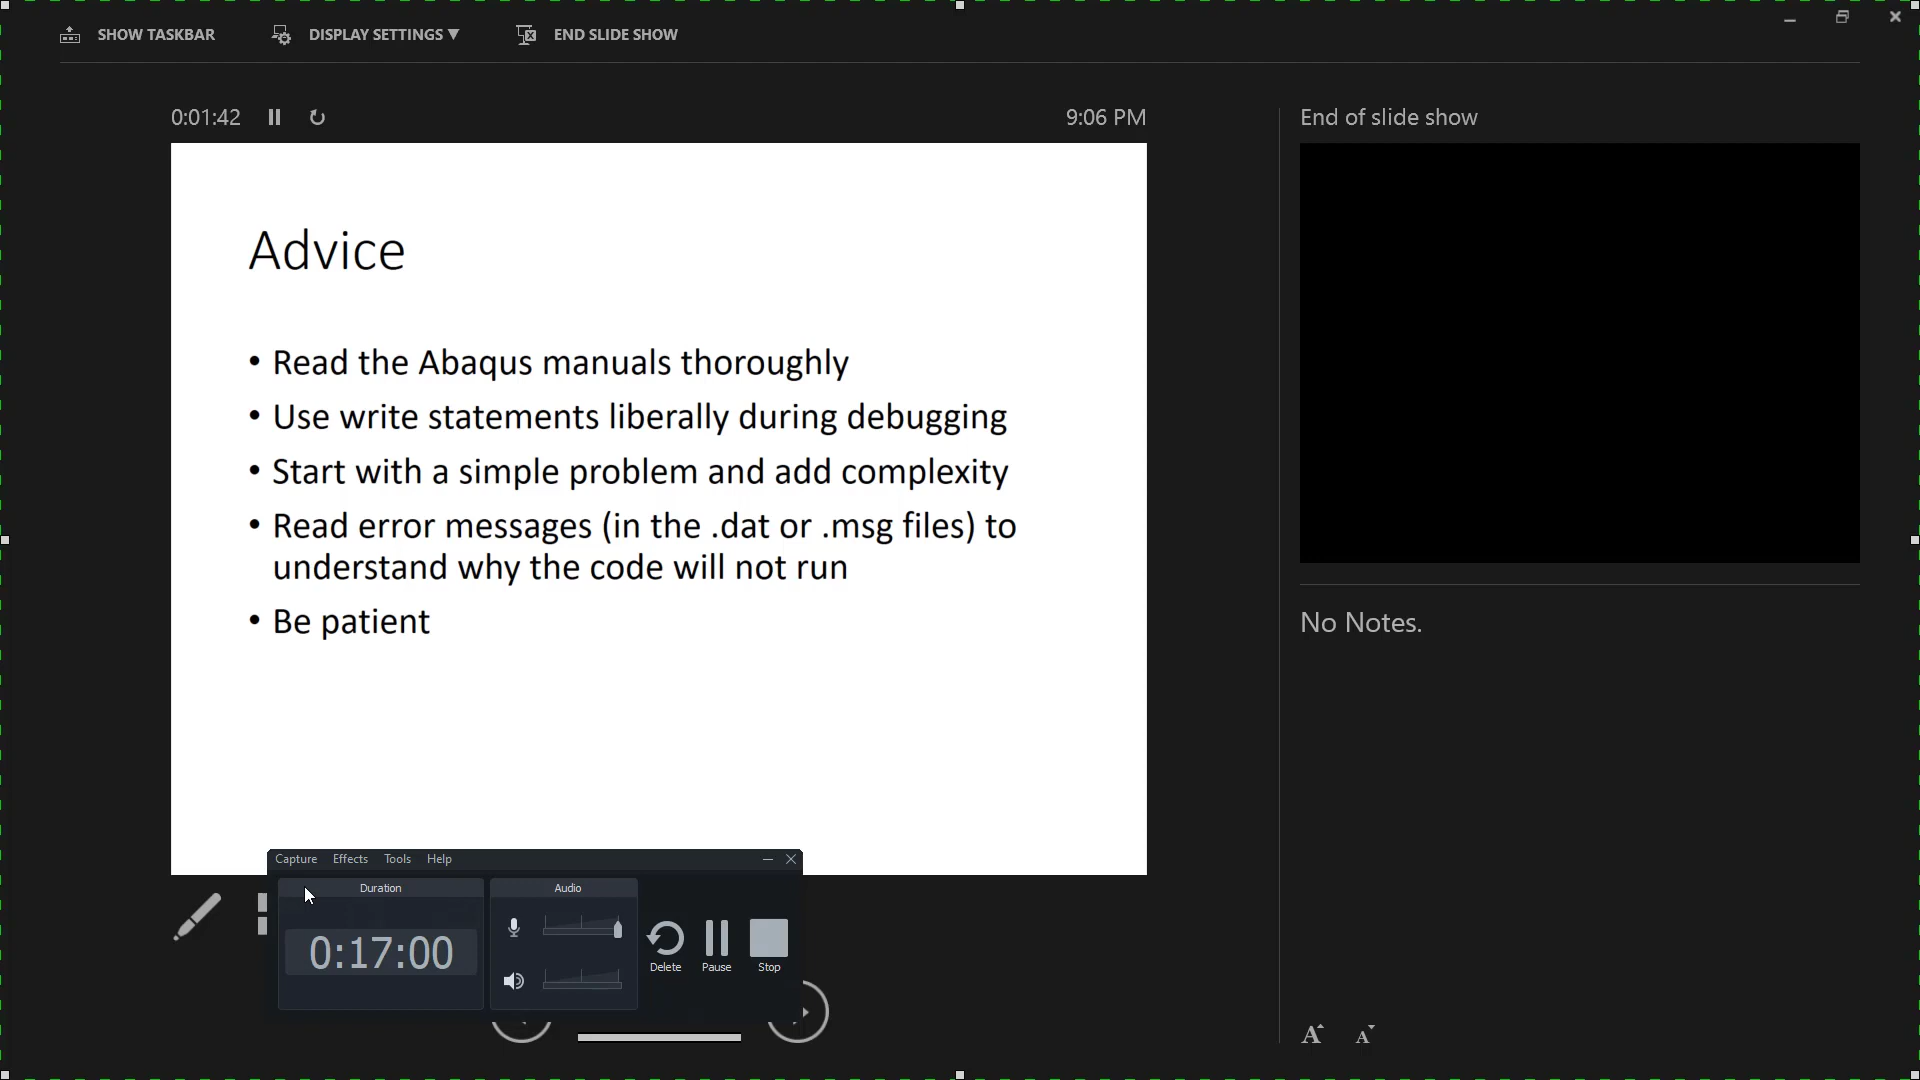 SHOW TASKBAR
DISPLAY SETTINGS ▼
END SLIDE SHOW
0:01:42
9:06 PM
End of slide show
Advice
• Read the Abaqus manuals thoroughly
• Use write statements liberally during debugging
• Start with a simple problem and add complexity
• Read error messages (in the .dat or .msg files) to
understand why the code will not run
• Be patient
No Notes.
Capture Effects Tools Help
Duration
Audio
0:17:00
Delete
Pause
Stop
A A